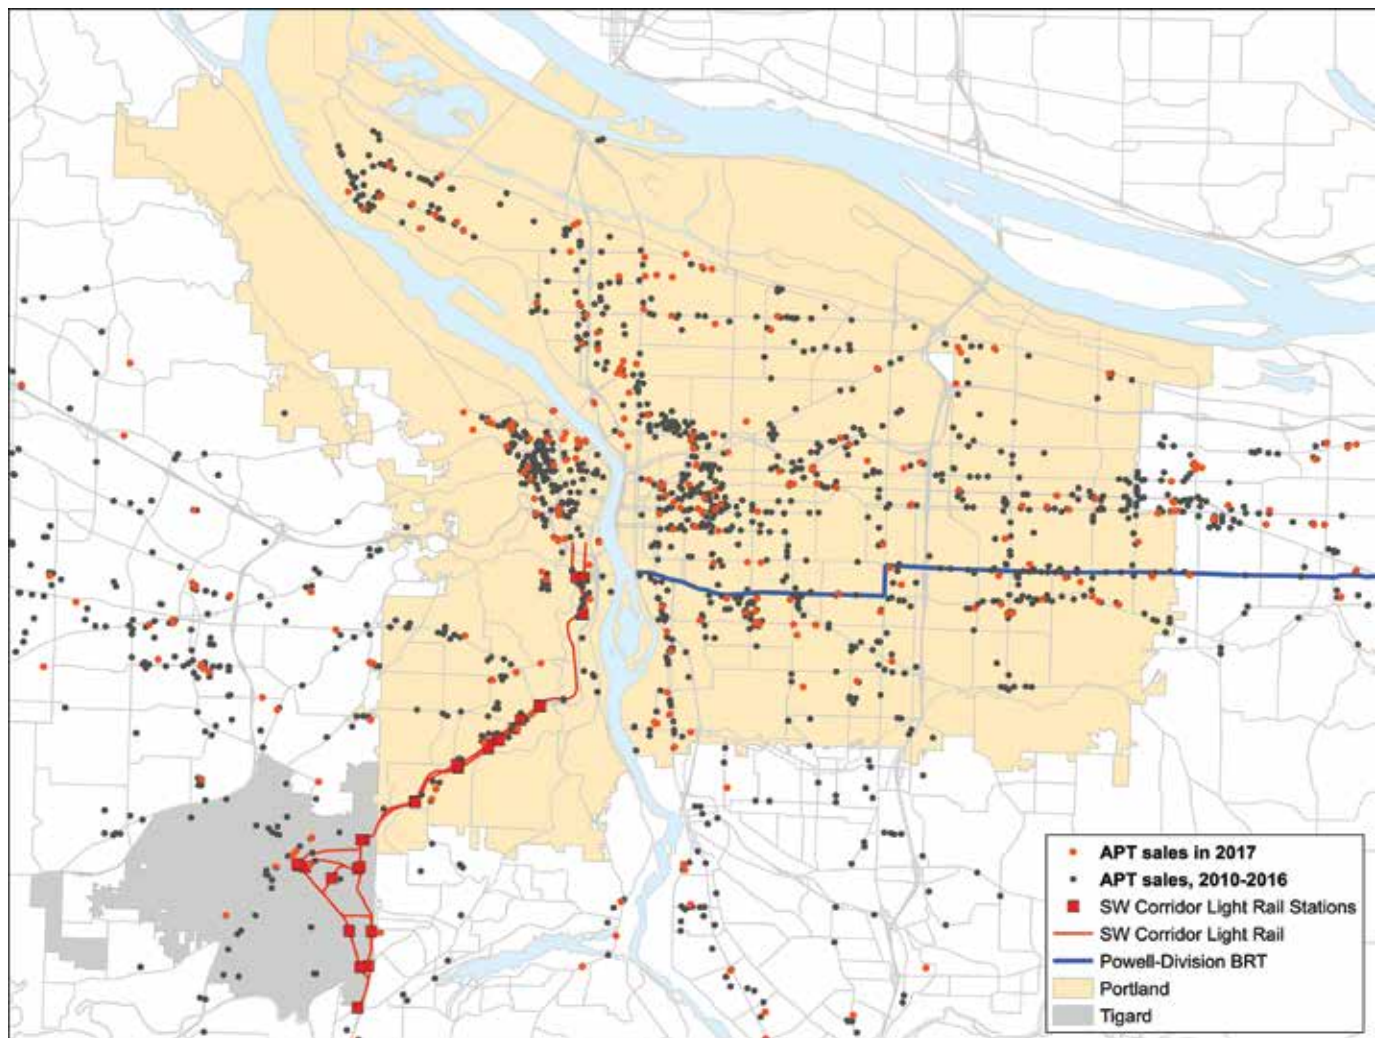 APT sales in 2017
APT sales, 2010-2016
SW Corridor Light Rail Stations
SW Corridor Light Rail
Powell-Division BRT
Portland
Tigard